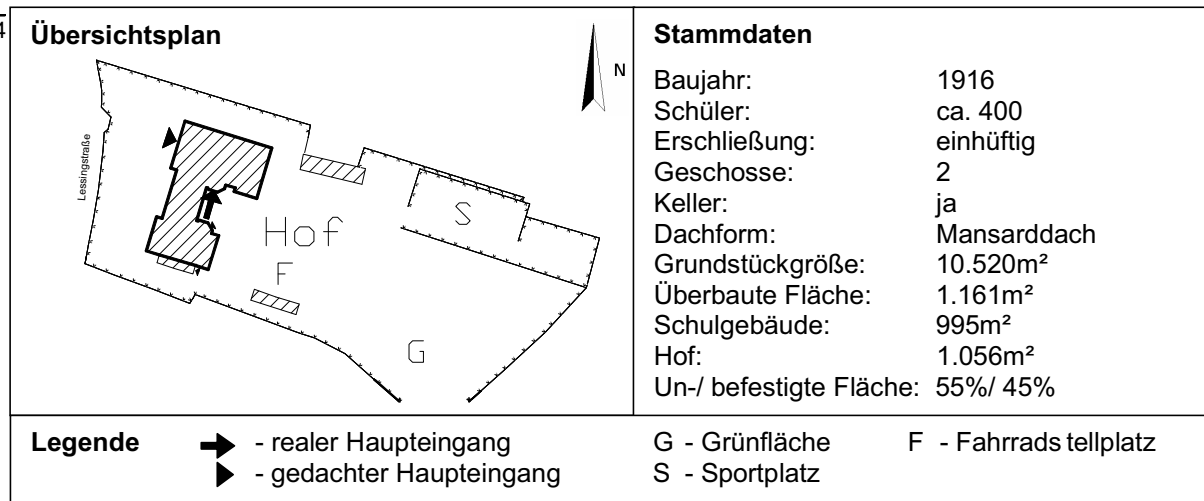 4
Übersichtsplan
N
Lessingstraße
Hof
S
F
G
Stammdaten
Baujahr: 1916
Schüler: ca. 400
Erschließung: einhüftig
Geschosse: 2
Keller: ja
Dachform: Mansarddach
Grundstückgröße: 10.520m²
Überbaute Fläche: 1.161m²
Schulgebäude: 995m²
Hof: 1.056m²
Un-/ befestigte Fläche: 55%/ 45%
Legende - realer Haupteingang G - Grünfläche F - Fahrrads tellplatz
- gedachter Haupteingang S - Sportplatz